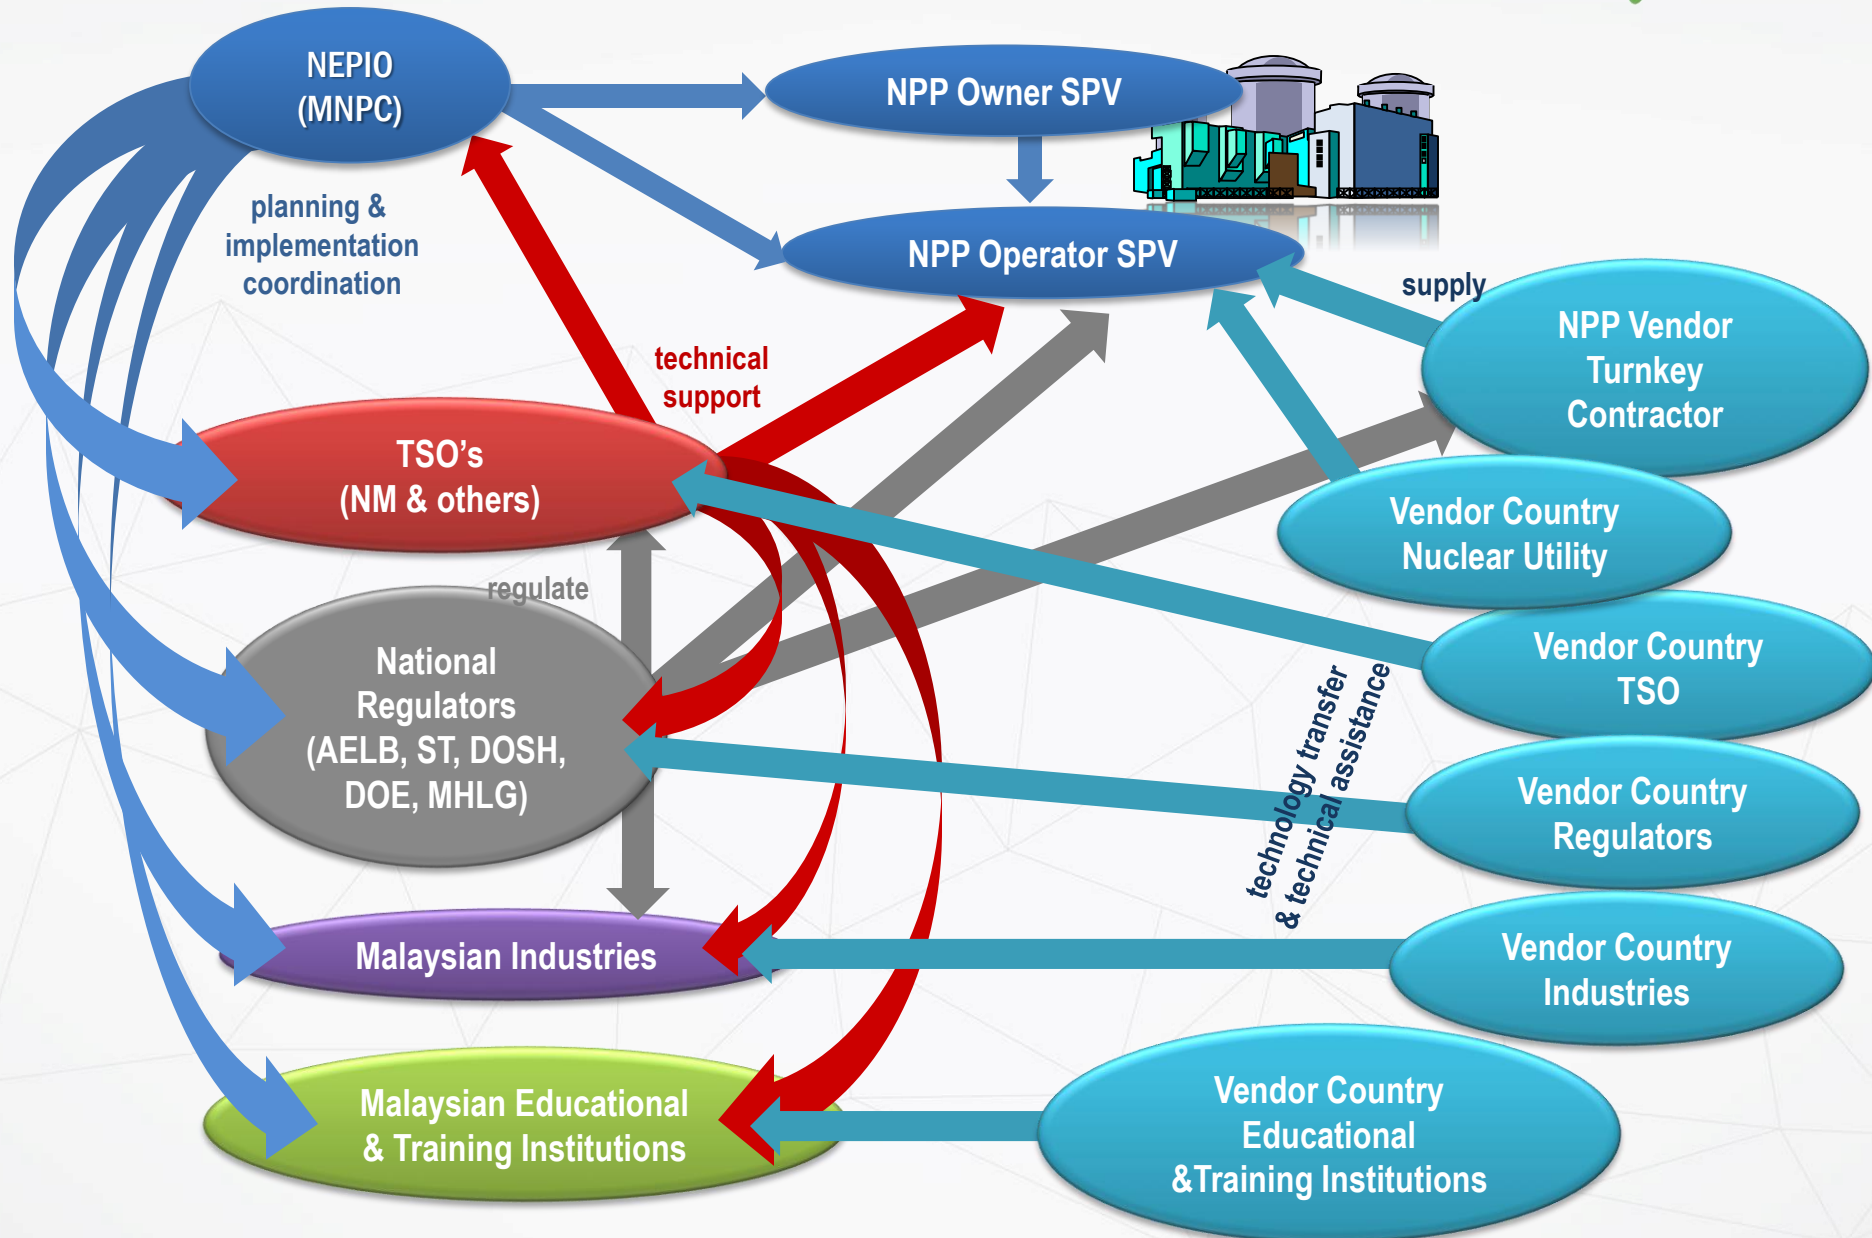 NEPIO
(MNPC)
NPP Owner SPV
planning &
implementation
coordination
NPP Operator SPV
supply
NPP Vendor
Turnkey
Contractor
technical
support
TSO's
(NM & others)
Vendor Country
Nuclear Utility
regulate
National
Regulators
(AELB, ST, DOSH,
DOE, MHLG)
Vendor Country
TSO
technology transfer
& technical assistance
Vendor Country
Regulators
Malaysian Industries
Vendor Country
Industries
Malaysian Educational
& Training Institutions
Vendor Country
Educational
&Training Institutions